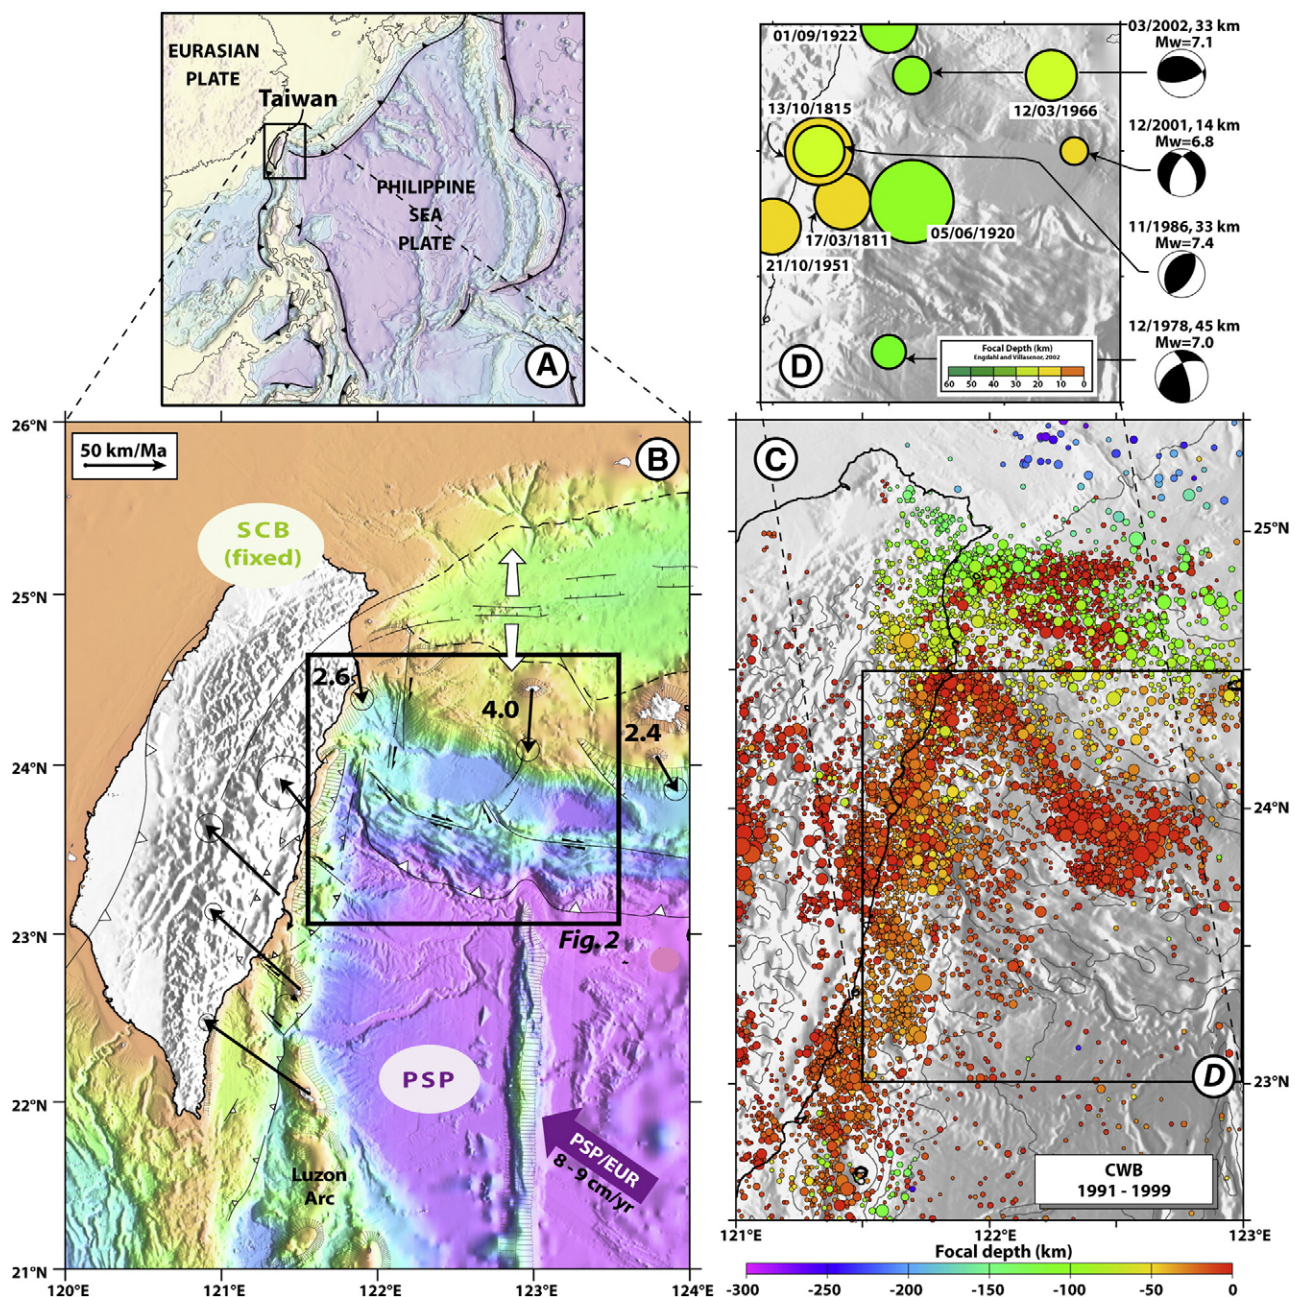 EURASIAN
PLATE
Taiwan
PHILIPPINE
SEA
PLATE
A
01/09/1922
13/10/1815
12/03/1966
17/03/1811
05/06/1920
21/10/1951
D
Focal Depth (km)
Engdahl and Villasenor, 2002
60 50 40 30 20 10 0
03/2002, 33 km
Mw=7.1
12/2001, 14 km
Mw=6.8
11/1986, 33 km
Mw=7.4
12/1978, 45 km
Mw=7.0
26°N
25°N
24°N
23°N
22°N
21°N
120°E
121°E
122°E
123°E
124°E
50 km/Ma
B
SCB
(fixed)
2.6
4.0
2.4
Fig. 2
PSP
PSP/EUR
8 - 9 cm/yr
Luzon
Arc
C
25°N
24°N
23°N
D
CWB
1991 - 1999
121°E
122°E
123°E
Focal depth (km)
-300 -250 -200 -150 -100 -50 0